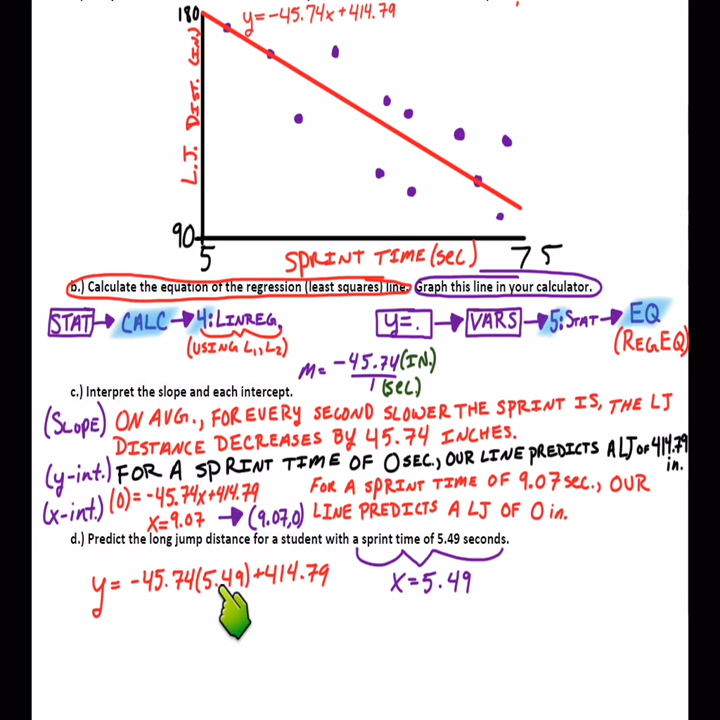 180
y=-45.74x+414.79
L.J. DIST. (IN)
90
5
SPRINT TIME (SEC)
7 5
b.) Calculate the equation of the regression (least squares) line. Graph this line in your calculator.
STAT → CALC → 4:LINREG, Y=. → VARS → 5:STAT → EQ
(USING L1, L2) (REGEQ)
M= -45.74 (IN.)
1 (SEC)
c.) Interpret the slope and each intercept.
(SLOPE) ON AVG., FOR EVERY SECOND SLOWER THE SPRINT IS, THE LJ
DISTANCE DECREASES BY 45.74 INCHES.
(y-int.) FOR A SPRINT TIME OF 0 SEC., OUR LINE PREDICTS A LJ OF 414.79
in.
(x-int.) (0)=-45.74x+414.79 FOR A SPRINT TIME OF 9.07 SEC., OUR
X=9.07 → (9.07,0) LINE PREDICTS A LJ OF 0 in.
d.) Predict the long jump distance for a student with a sprint time of 5.49 seconds.
y= -45.74(5.49)+414.79 X=5.49